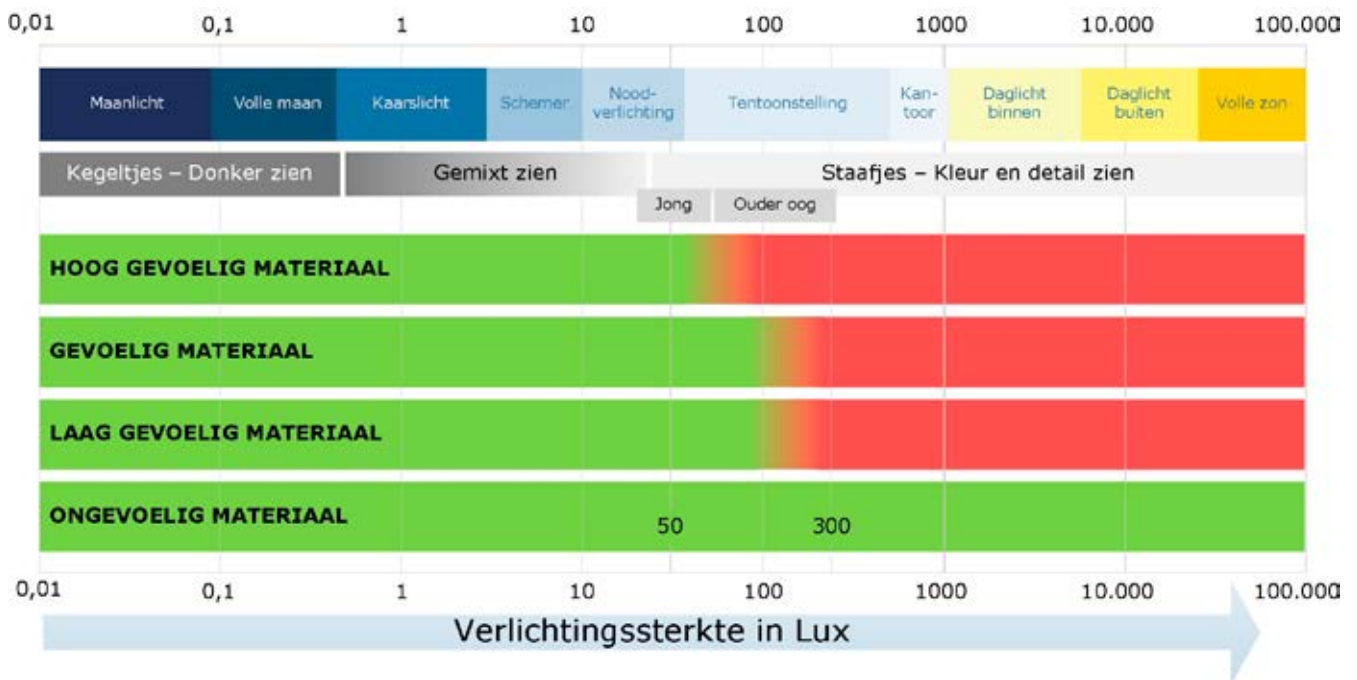 0,01 0,1 1 10 100 1000 10.000 100.000
Maanlicht Volle maan Kaarslicht Schemer Nood- Tentoonstelling Kan- Daglicht Daglicht Volle zon
verlichting toor binnen buiten
Kegeltjes – Donker zien Gemixt zien Staafjes – Kleur en detail zien
Jong Ouder oog
HOOG GEVOELIG MATERIAAL
GEVOELIG MATERIAAL
LAAG GEVOELIG MATERIAAL
ONGEVOELIG MATERIAAL
50 300
0,01 0,1 1 10 100 1000 10.000 100.000
Verlichtingssterkte in Lux